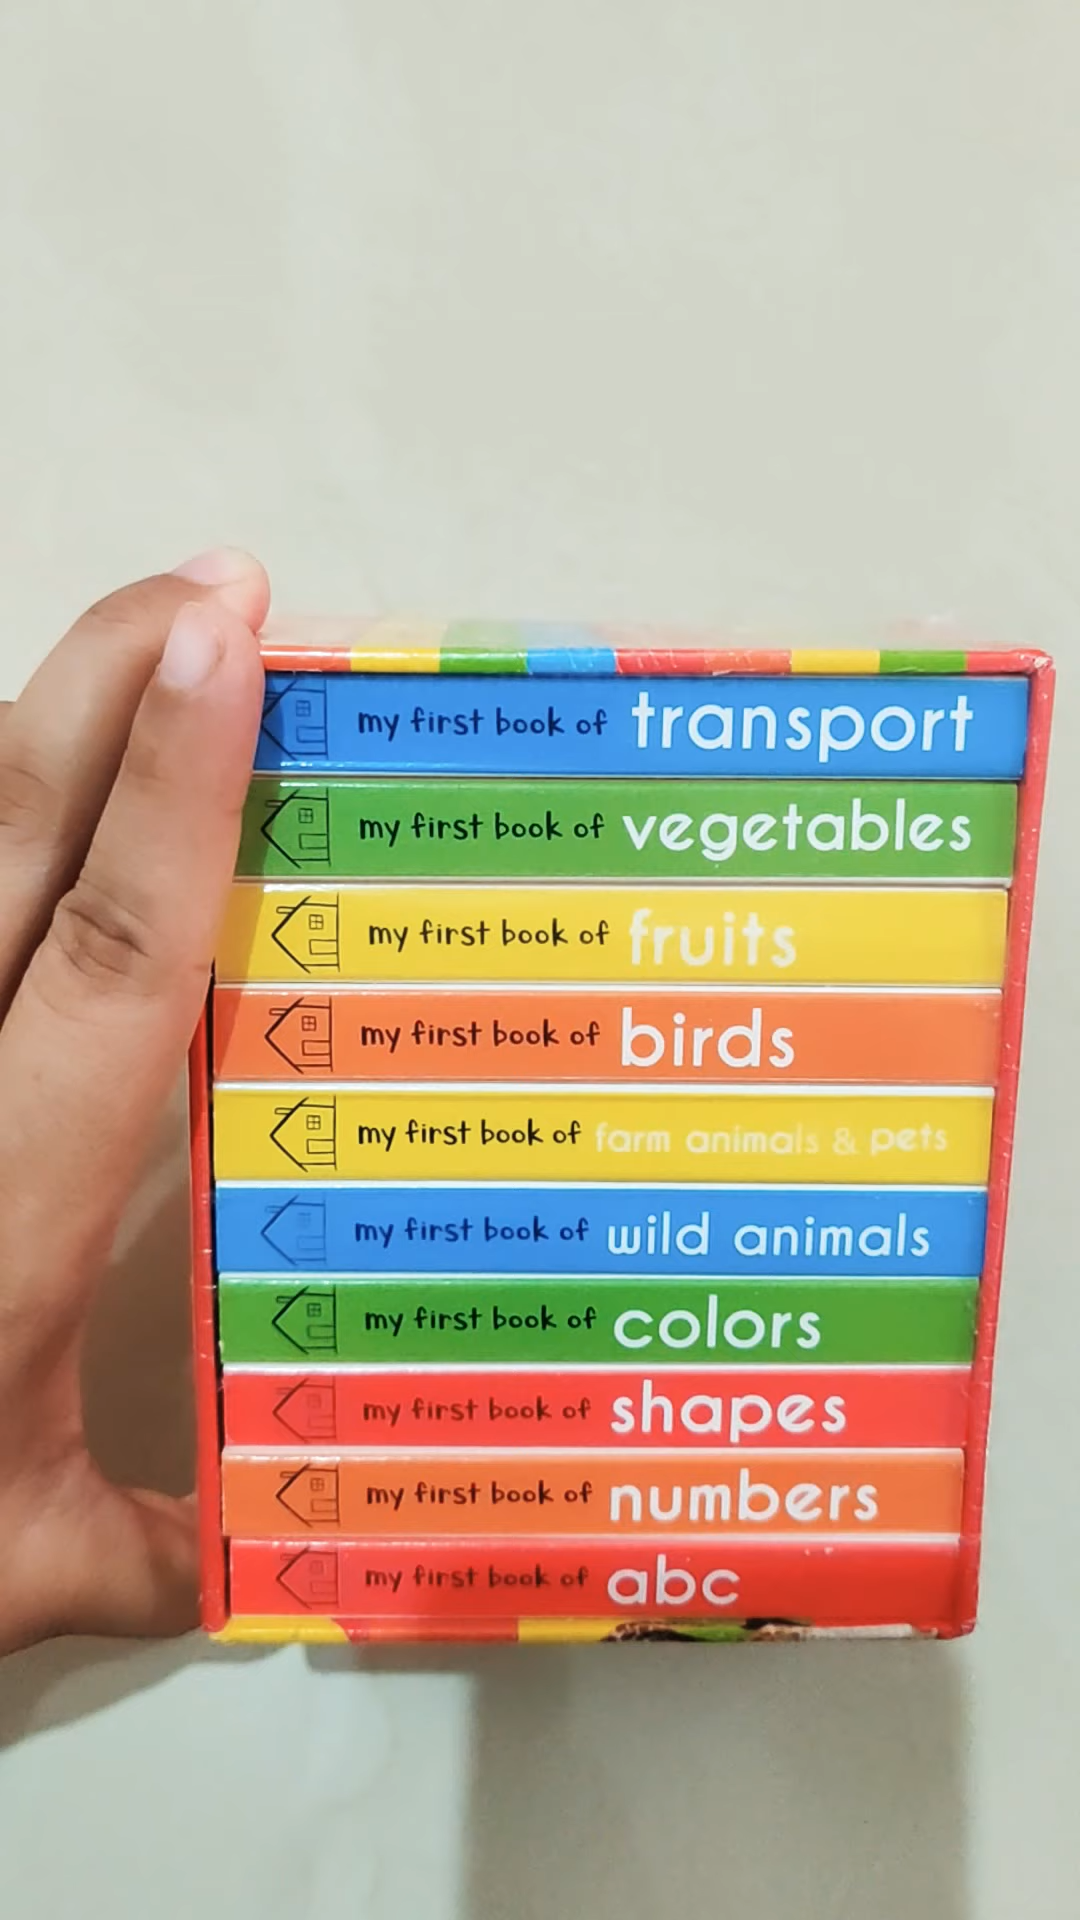 my first book of transport
my first book of vegetables
my first book of fruits
my first book of birds
my first book of farm animals & pets
my first book of wild animals
my first book of colors
my first book of shapes
my first book of numbers
my first book of abc